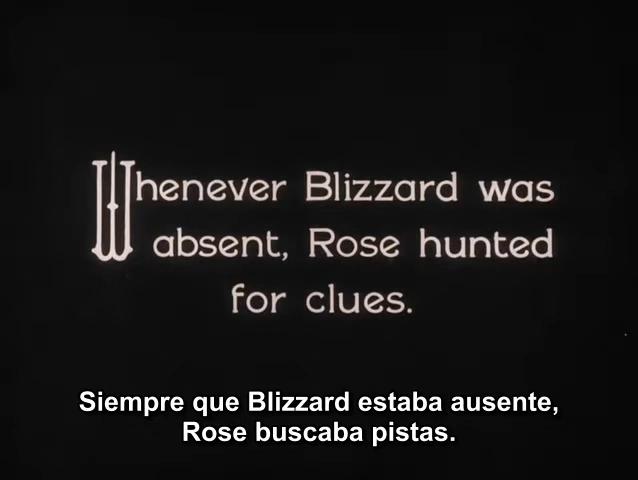 Whenever Blizzard was
absent, Rose hunted
for clues.
Siempre que Blizzard estaba ausente,
Rose buscaba pistas.